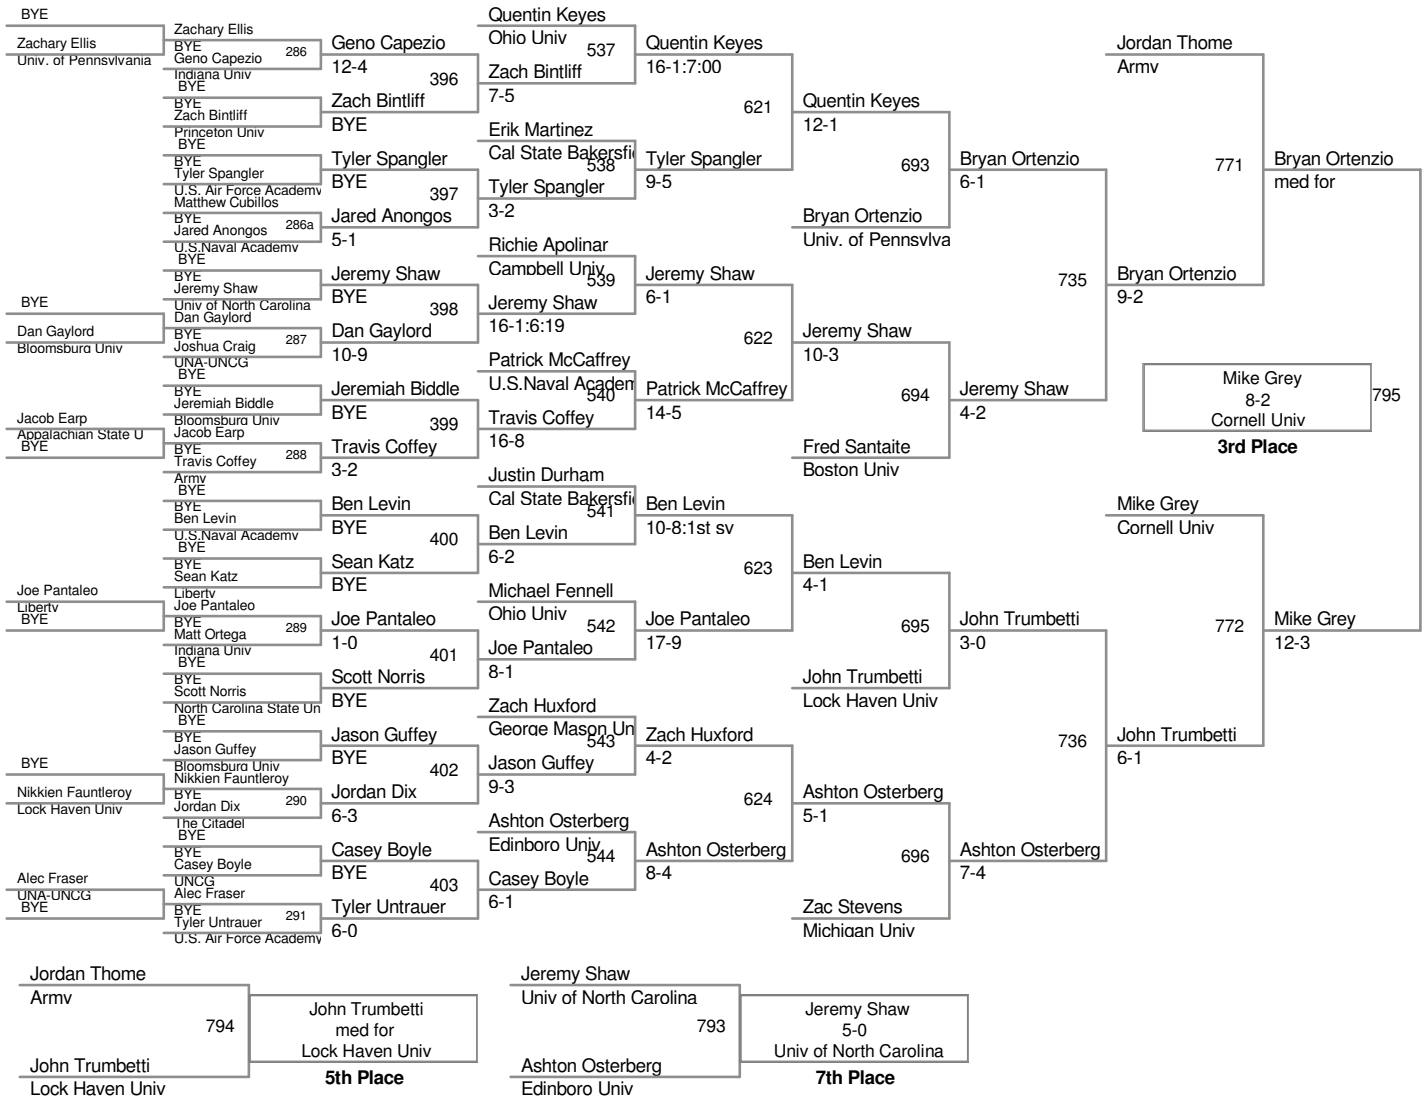 BYE
Zachary Ellis
Univ. of Pennsylvania
BYE
Dan Gaylord
Bloomsburg Univ
Jacob Earp
Appalachian State U
BYE
Joe Pantaleo
Liberty
BYE
BYE
Nikkien Fauntleroy
Lock Haven Univ
Alec Fraser
UNA-UNCG
BYE
Zachary Ellis
BYE
286
Geno Capezio
Indiana Univ
BYE
BYE
Zach Bintliff
Princeton Univ
BYE
BYE
Tyler Spangler
U.S. Air Force Academy
Matthew Cubillos
BYE
286a
Jared Anongos
U.S.Naval Academy
BYE
BYE
Jeremy Shaw
Univ of North Carolina
Dan Gaylord
BYE
287
Joshua Craig
UNA-UNCG
BYE
BYE
Jeremiah Biddle
Bloomsburg Univ
Jacob Earp
BYE
288
Travis Coffey
Army
BYE
BYE
Ben Levin
U.S.Naval Academy
BYE
BYE
Sean Katz
Liberty
Joe Pantaleo
BYE
289
Matt Ortega
Indiana Univ
BYE
BYE
Scott Norris
North Carolina State Un
BYE
BYE
Jason Guffey
Bloomsburg Univ
Nikkien Fauntleroy
BYE
290
Jordan Dix
The Citadel
BYE
BYE
Casey Boyle
UNCG
Alec Fraser
BYE
291
Tyler Untrauer
U.S. Air Force Academy
Geno Capezio
12-4
396
Zach Bintliff
BYE
Tyler Spangler
BYE
397
Jared Anongos
5-1
Jeremy Shaw
BYE
398
Dan Gaylord
10-9
Jeremiah Biddle
BYE
399
Travis Coffey
3-2
Ben Levin
BYE
400
Sean Katz
BYE
Joe Pantaleo
1-0
401
Scott Norris
BYE
Jason Guffey
BYE
402
Jordan Dix
6-3
Casey Boyle
BYE
403
Tyler Untrauer
6-0
Quentin Keyes
Ohio Univ
537
Zach Bintliff
7-5
Erik Martinez
Cal State Bakersfi
538
Tyler Spangler
3-2
Richie Apolinar
Campbell Univ
539
Jeremy Shaw
16-1:6:19
Patrick McCaffrey
U.S.Naval Academ
540
Travis Coffey
16-8
Justin Durham
Cal State Bakersfi
541
Ben Levin
6-2
Michael Fennell
Ohio Univ
542
Joe Pantaleo
8-1
Zach Huxford
George Mason Un
543
Jason Guffey
9-3
Ashton Osterberg
Edinboro Univ
544
Casey Boyle
6-1
Quentin Keyes
16-1:7:00
621
Tyler Spangler
9-5
Jeremy Shaw
6-1
622
Patrick McCaffrey
14-5
Ben Levin
10-8:1st sv
623
Joe Pantaleo
17-9
Zach Huxford
4-2
624
Ashton Osterberg
8-4
Quentin Keyes
12-1
693
Bryan Ortenzio
Univ. of Pennsylva
Jeremy Shaw
10-3
694
Fred Santaite
Boston Univ
Ben Levin
4-1
695
John Trumbetti
Lock Haven Univ
Ashton Osterberg
5-1
696
Zac Stevens
Michigan Univ
Bryan Ortenzio
6-1
735
Jeremy Shaw
4-2
John Trumbetti
3-0
736
Ashton Osterberg
7-4
Jordan Thome
Army
771
Bryan Ortenzio
9-2
Mike Grey
Cornell Univ
772
John Trumbetti
6-1
Bryan Ortenzio
med for
Mike Grey
12-3
Mike Grey
8-2
Cornell Univ
795
3rd Place
Jordan Thome
Army
794
John Trumbetti
Lock Haven Univ
John Trumbetti
med for
Lock Haven Univ
5th Place
Jeremy Shaw
Univ of North Carolina
793
Ashton Osterberg
Edinboro Univ
Jeremy Shaw
5-0
Univ of North Carolina
7th Place